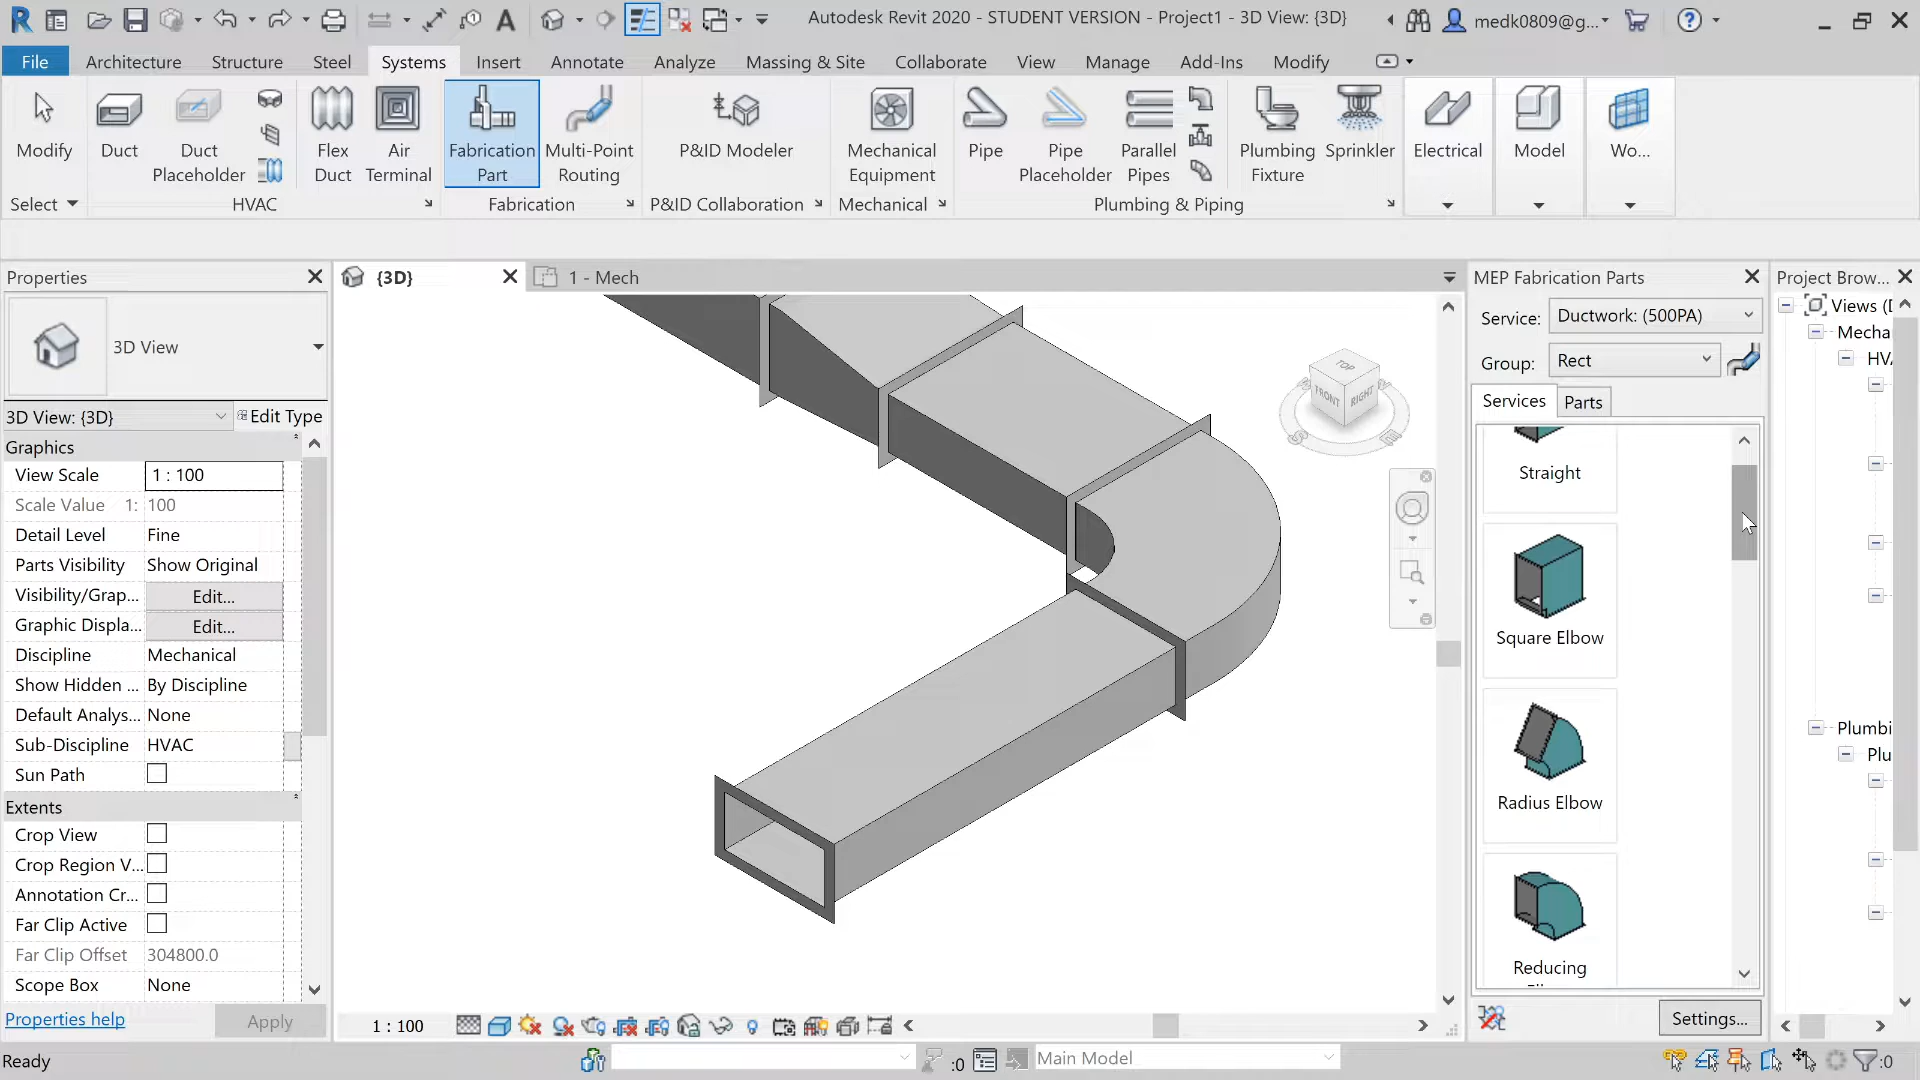 Autodesk Revit 2020 - STUDENT VERSION - Project1 - 3D View: {3D}
medk0809@g...
File Architecture Structure Steel Systems Insert Annotate Analyze Massing & Site Collaborate View Manage Add-Ins Modify
Modify
Duct
Duct Placeholder
Flex Duct
Air Terminal
Fabrication Part
Multi-Point Routing
P&ID Modeler
Mechanical Equipment
Pipe
Pipe Placeholder
Parallel Pipes
Plumbing Fixture
Sprinkler
Electrical
Model
Wo...
Select HVAC Fabrication P&ID Collaboration Mechanical Plumbing & Piping
Properties
3D View
3D View: {3D} Edit Type
Graphics
View Scale 1 : 100
Scale Value 1: 100
Detail Level Fine
Parts Visibility Show Original
Visibility/Grap... Edit...
Graphic Displa... Edit...
Discipline Mechanical
Show Hidden ... By Discipline
Default Analys... None
Sub-Discipline HVAC
Sun Path
Extents
Crop View
Crop Region V...
Annotation Cr...
Far Clip Active
Far Clip Offset 304800.0
Scope Box None
Properties help Apply
{3D} 1 - Mech
TOP
FRONT RIGHT
S E
1 : 100
MEP Fabrication Parts
Service: Ductwork: (500PA)
Group: Rect
Services Parts
Straight
Square Elbow
Radius Elbow
Reducing
Settings...
Project Brow...
Views (
Mecha
HV
Plumbi
Plu
Ready
:0
Main Model
:0